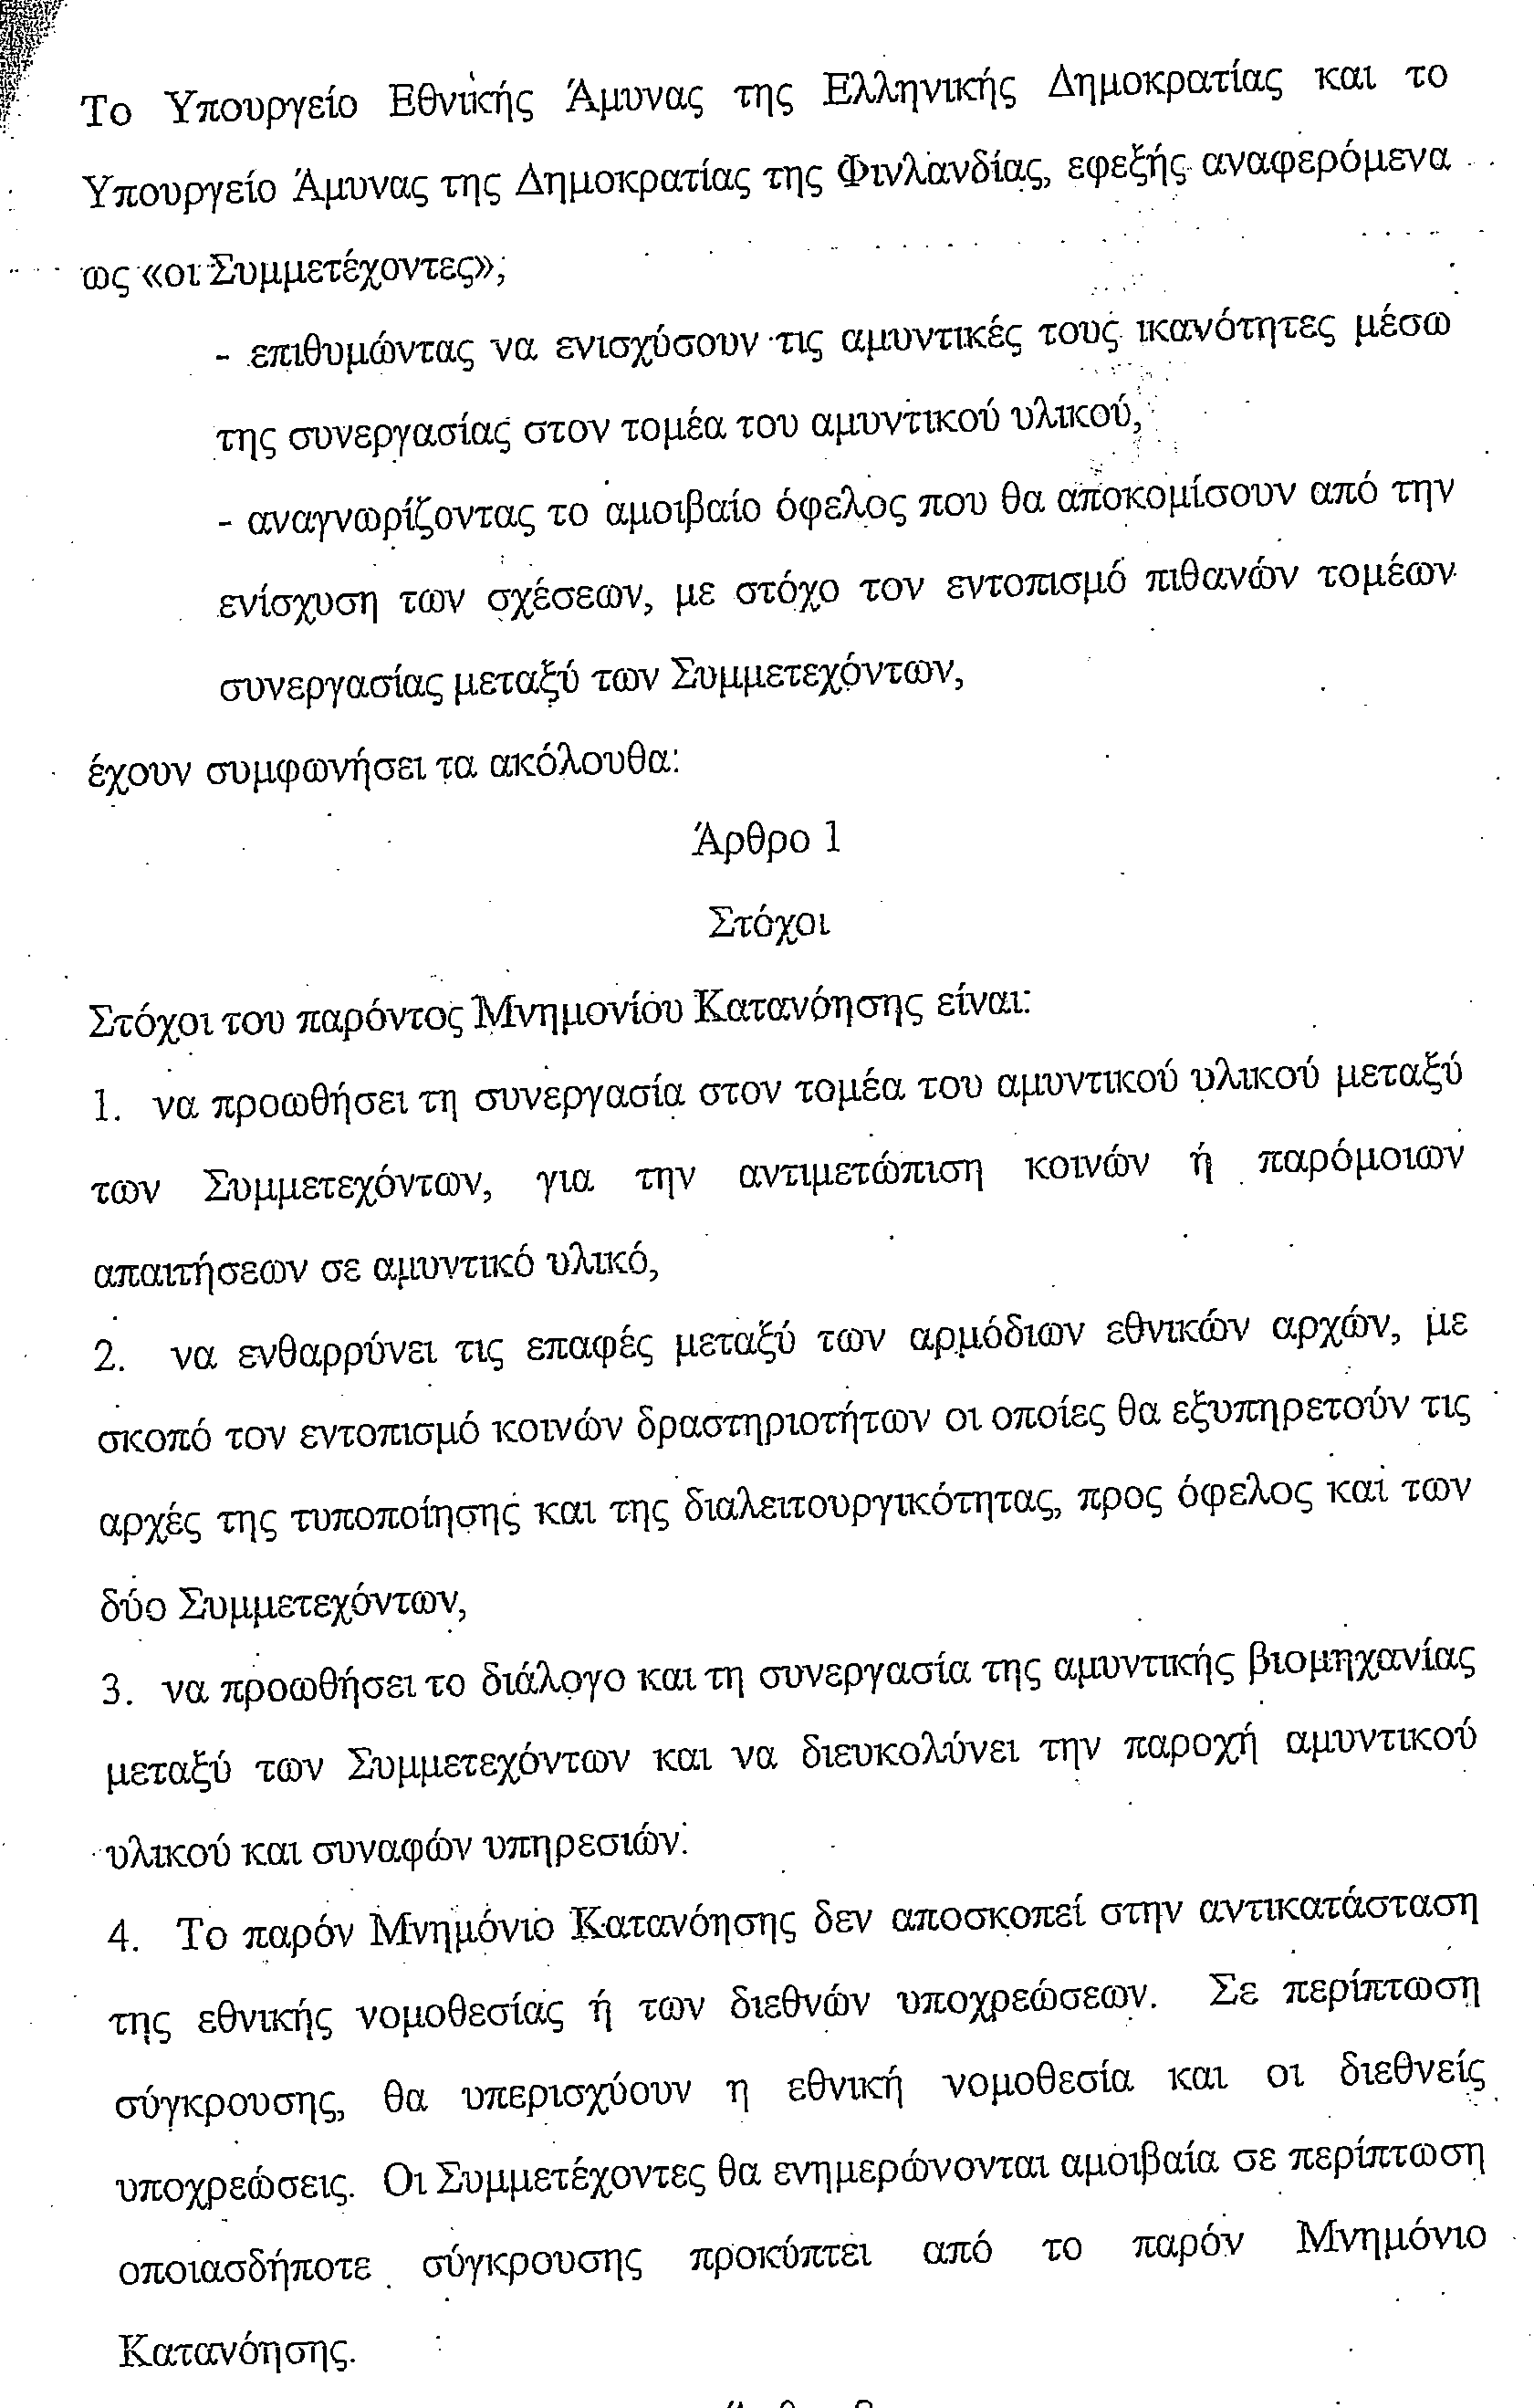 Το Υπουργείο Εθνικής Άμυνας της Ελληνικής Δημοκρατίας και το
Υπουργείο Άμυνας της Δημοκρατίας της Φινλανδίας, εφεξής αναφερόμενα
ως «οι Συμμετέχοντες»,
- επιθυμώντας να ενισχύσουν τις αμυντικές τους ικανότητες μέσω
της συνεργασίας στον τομέα του αμυντικού υλικού,
- αναγνωρίζοντας το αμοιβαίο όφελος που θα αποκομίσουν από την
ενίσχυση των σχέσεων, με στόχο τον εντοπισμό πιθανών τομέων
συνεργασίας μεταξύ των Συμμετεχόντων,
έχουν συμφωνήσει τα ακόλουθα:
Άρθρο 1
Στόχοι
Στόχοι του παρόντος Μνημονίου Κατανόησης είναι:
1. να προωθήσει τη συνεργασία στον τομέα του αμυντικού υλικού μεταξύ
των Συμμετεχόντων, για την αντιμετώπιση κοινών ή παρόμοιων
απαιτήσεων σε αμυντικό υλικό,
2. να ενθαρρύνει τις επαφές μεταξύ των αρμόδιων εθνικών αρχών, με
σκοπό τον εντοπισμό κοινών δραστηριοτήτων οι οποίες θα εξυπηρετούν τις
αρχές της τυποποίησης και της διαλειτουργικότητας, προς όφελος και των
δύο Συμμετεχόντων,
3. να προωθήσει το διάλογο και τη συνεργασία της αμυντικής βιομηχανίας
μεταξύ των Συμμετεχόντων και να διευκολύνει την παροχή αμυντικού
υλικού και συναφών υπηρεσιών.
4. Το παρόν Μνημόνιο Κατανόησης δεν αποσκοπεί στην αντικατάσταση
της εθνικής νομοθεσίας ή των διεθνών υποχρεώσεων. Σε περίπτωση
σύγκρουσης, θα υπερισχύουν η εθνική νομοθεσία και οι διεθνείς
υποχρεώσεις. Οι Συμμετέχοντες θα ενημερώνονται αμοιβαία σε περίπτωση
οποιασδήποτε σύγκρουσης προκύπτει από το παρόν Μνημόνιο
Κατανόησης.